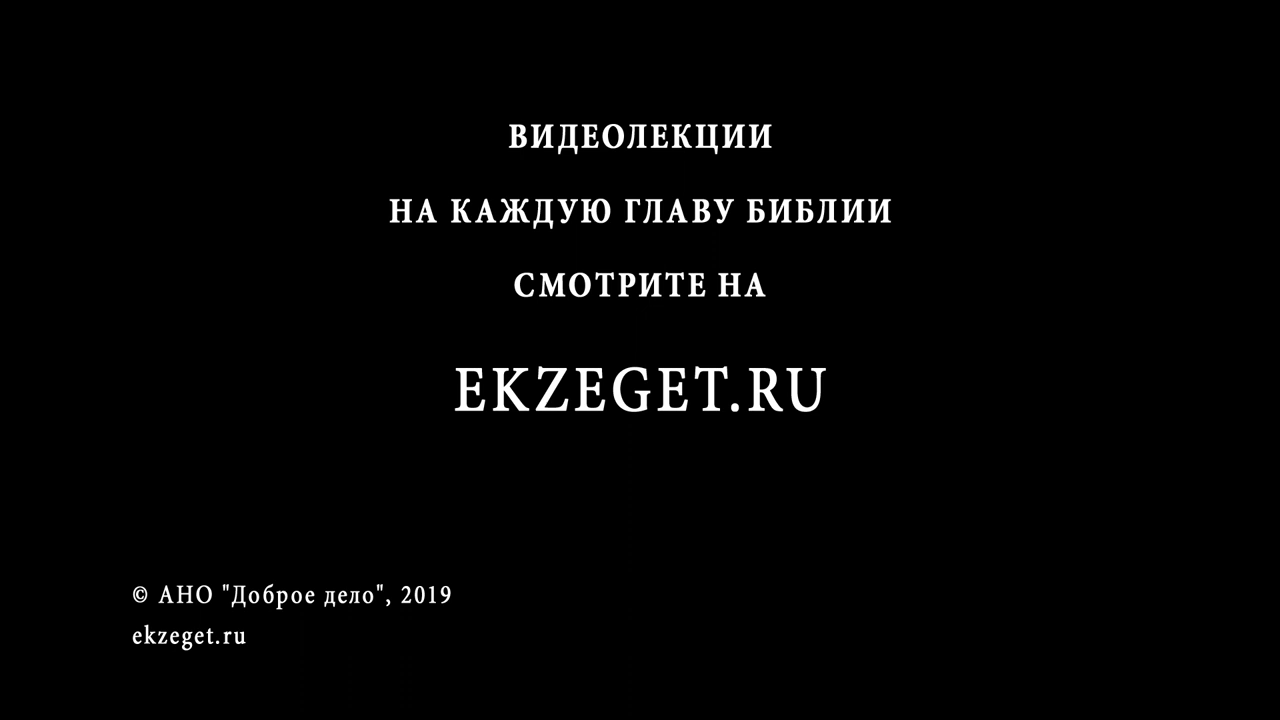 ВИДЕОЛЕКЦИИ
НА КАЖДУЮ ГЛАВУ БИБЛИИ
СМОТРИТЕ НА
EKZEGET.RU
© АНО "Доброе дело", 2019
ekzeget.ru